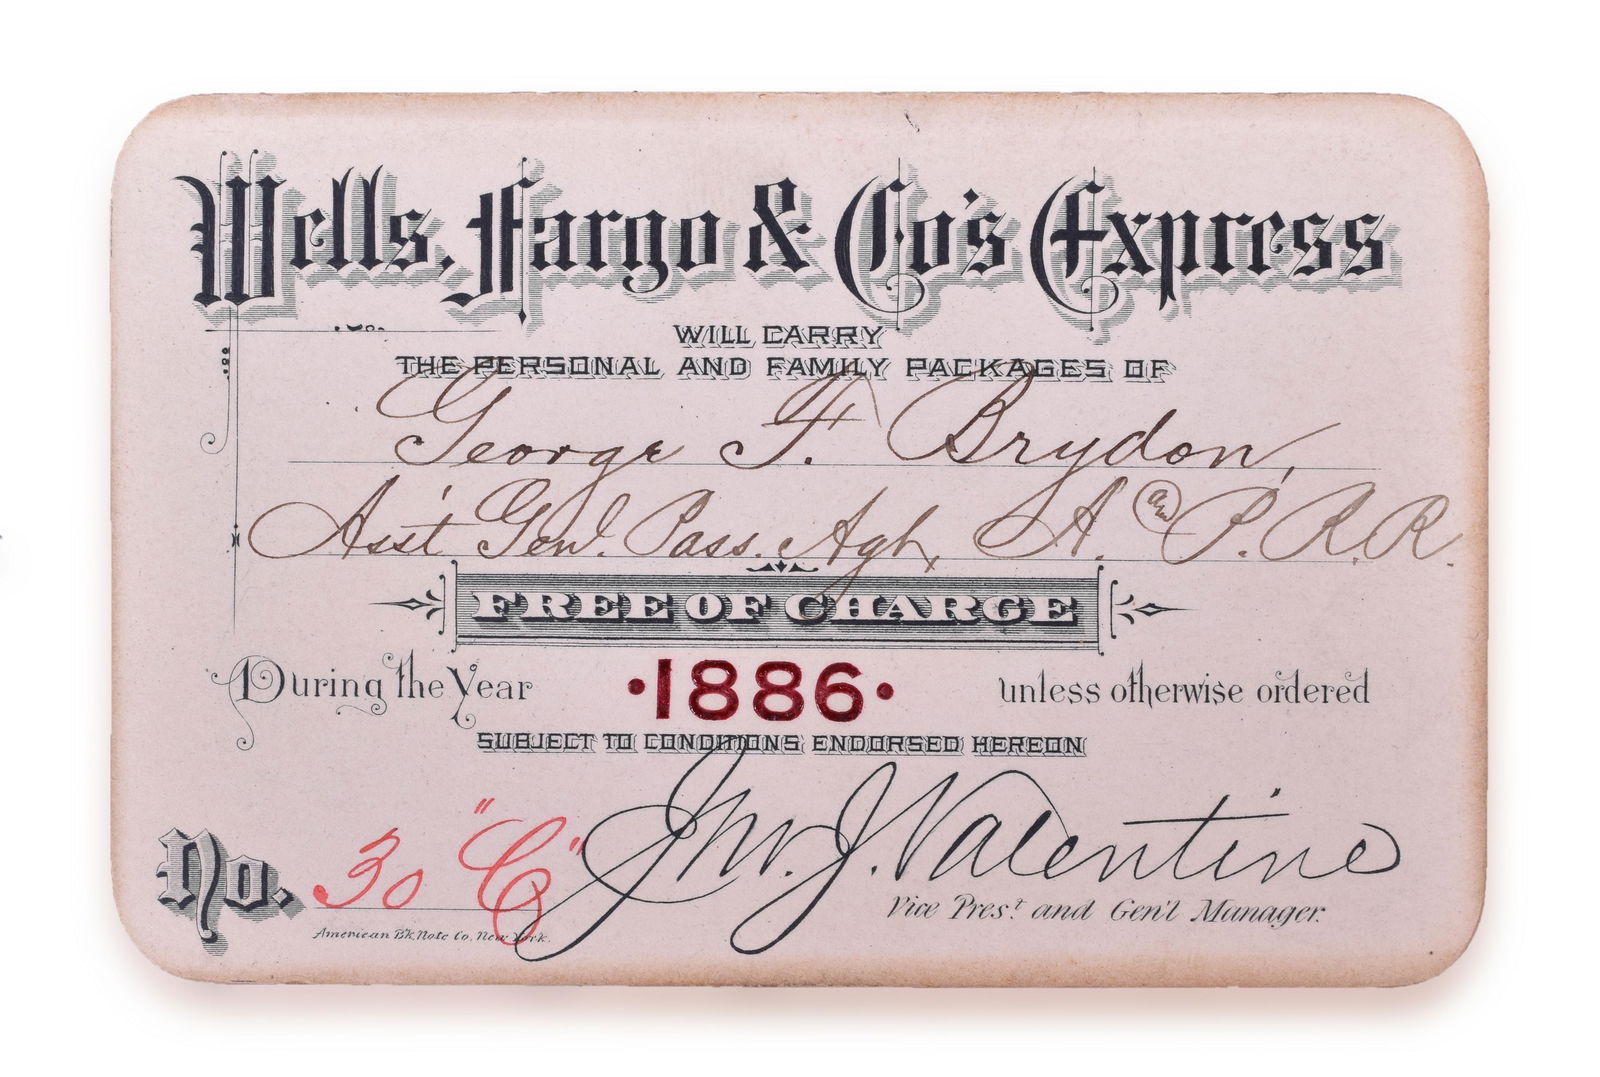 Wells, Fargo & Co's Express
WILL CARRY
THE PERSONAL AND FAMILY PACKAGES OF
George F. Brydon,
Ass't Gen'l. Pass. Agt, A. & P. R.R.
FREE OF CHARGE
During the Year ·1886· unless otherwise ordered
SUBJECT TO CONDITIONS ENDORSED HEREON
No. 30 "C" Jno. J. Valentine
Vice Prest. and Gen'l Manager.
American Bk. Note Co. New York.